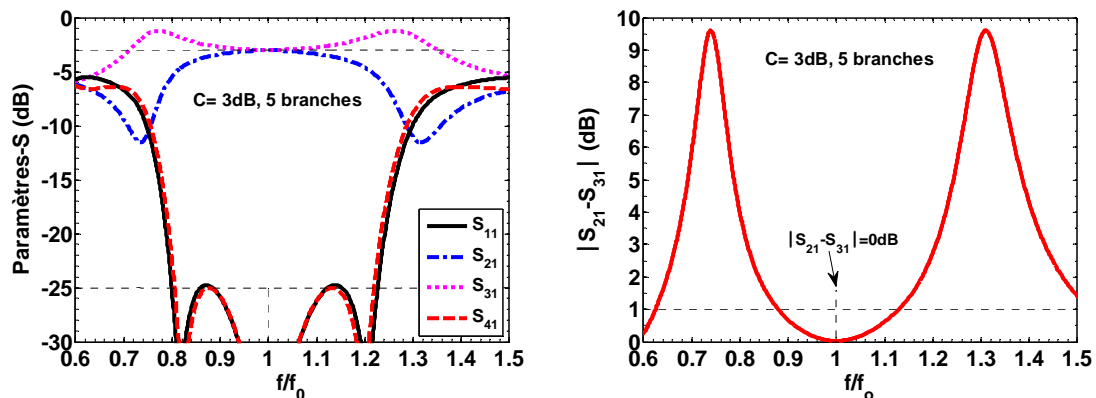 Paramètres-S (dB)
0
-5
-10
-15
-20
-25
-30
0.6 0.7 0.8 0.9 1 1.1 1.2 1.3 1.4 1.5
f/f0
C= 3dB, 5 branches
S11
S21
S31
S41
|S21-S31| (dB)
10
9
8
7
6
5
4
3
2
1
0
0.6 0.7 0.8 0.9 1 1.1 1.2 1.3 1.4 1.5
f/fo
C= 3dB, 5 branches
|S21-S31|=0dB